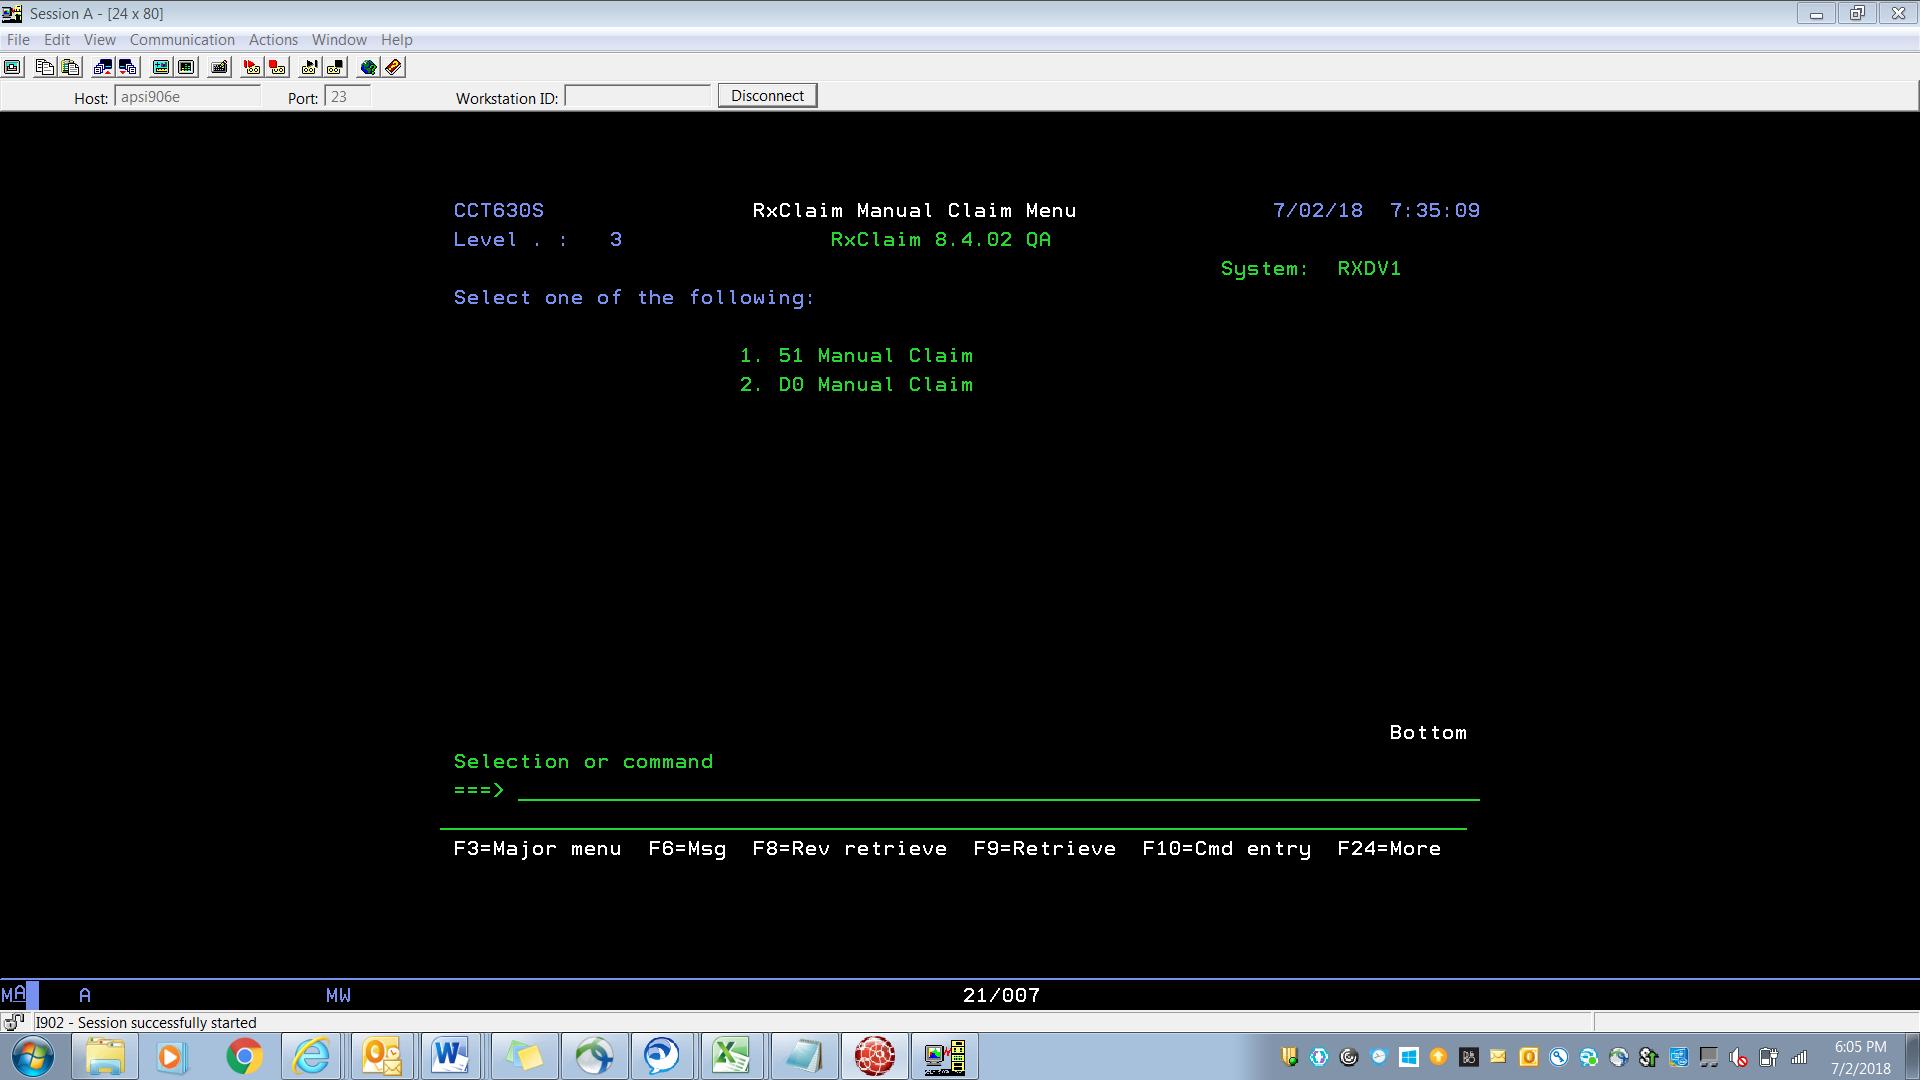 Session A - [24 x 80]
File Edit View Communication Actions Window Help
Host: apsi906e Port: 23 Workstation ID: Disconnect
CCT630S RxClaim Manual Claim Menu 7/02/18 7:35:09
Level . : 3 RxClaim 8.4.02 QA
System: RXDV1
Select one of the following:
1. 51 Manual Claim
2. D0 Manual Claim
Bottom
Selection or command
===>
F3=Major menu F6=Msg F8=Rev retrieve F9=Retrieve F10=Cmd entry F24=More
MA A MW 21/007
I902 - Session successfully started
6:05 PM
7/2/2018